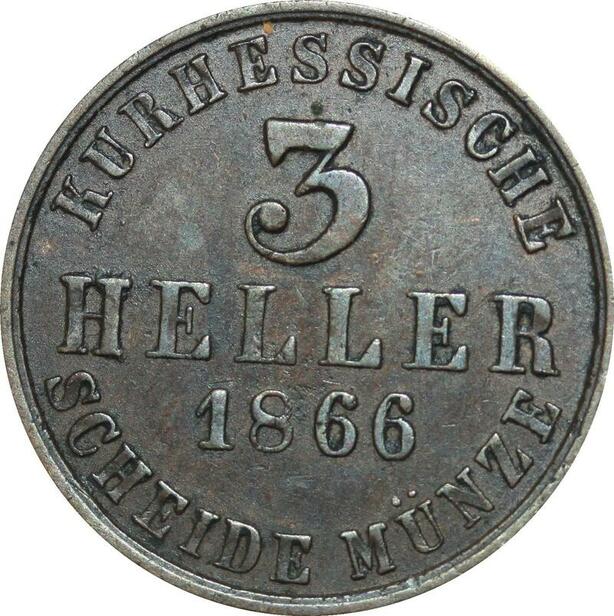 KURHESSISCHE
3
HELLER
1866
SCHEIDE MÜNZE